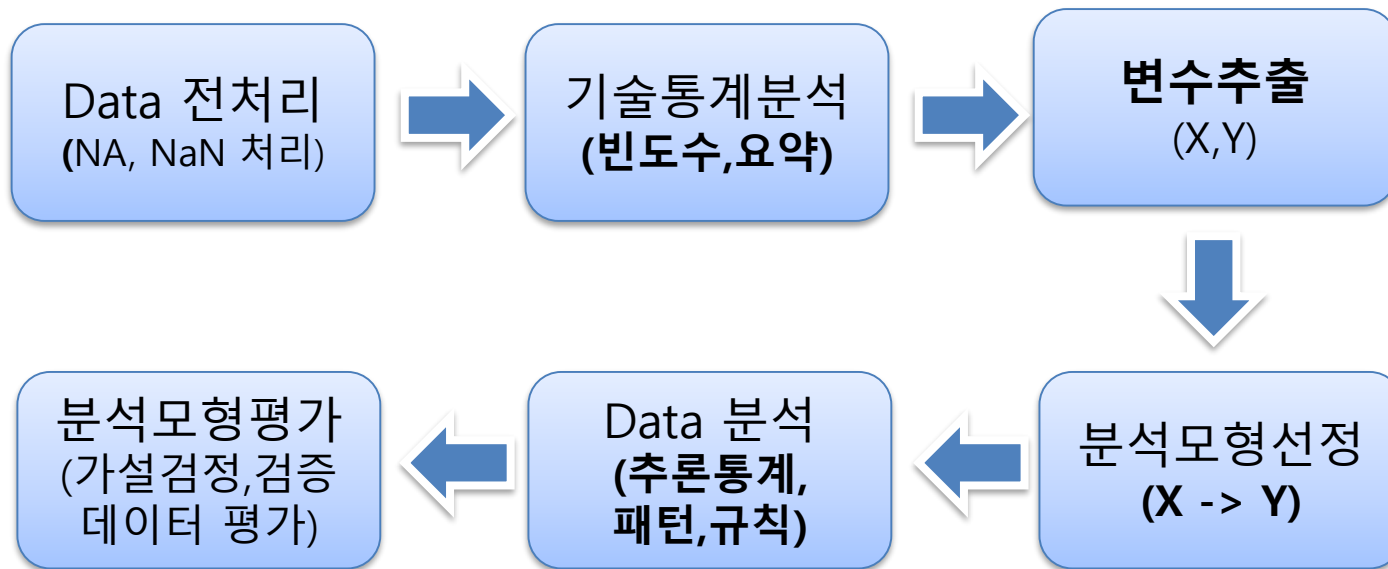 Data 전처리
(NA, NaN 처리)
기술통계분석
(빈도수,요약)
변수추출
(X,Y)
분석모형선정
(X -> Y)
Data 분석
(추론통계,
패턴,규칙)
분석모형평가
(가설검정,검증
데이터 평가)